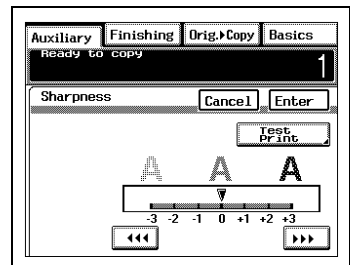 Auxiliary Finishing Orig.▸Copy Basics
Ready to copy
1
Sharpness Cancel Enter
Test
Print
A A A
-3 -2 -1 0 +1 +2 +3